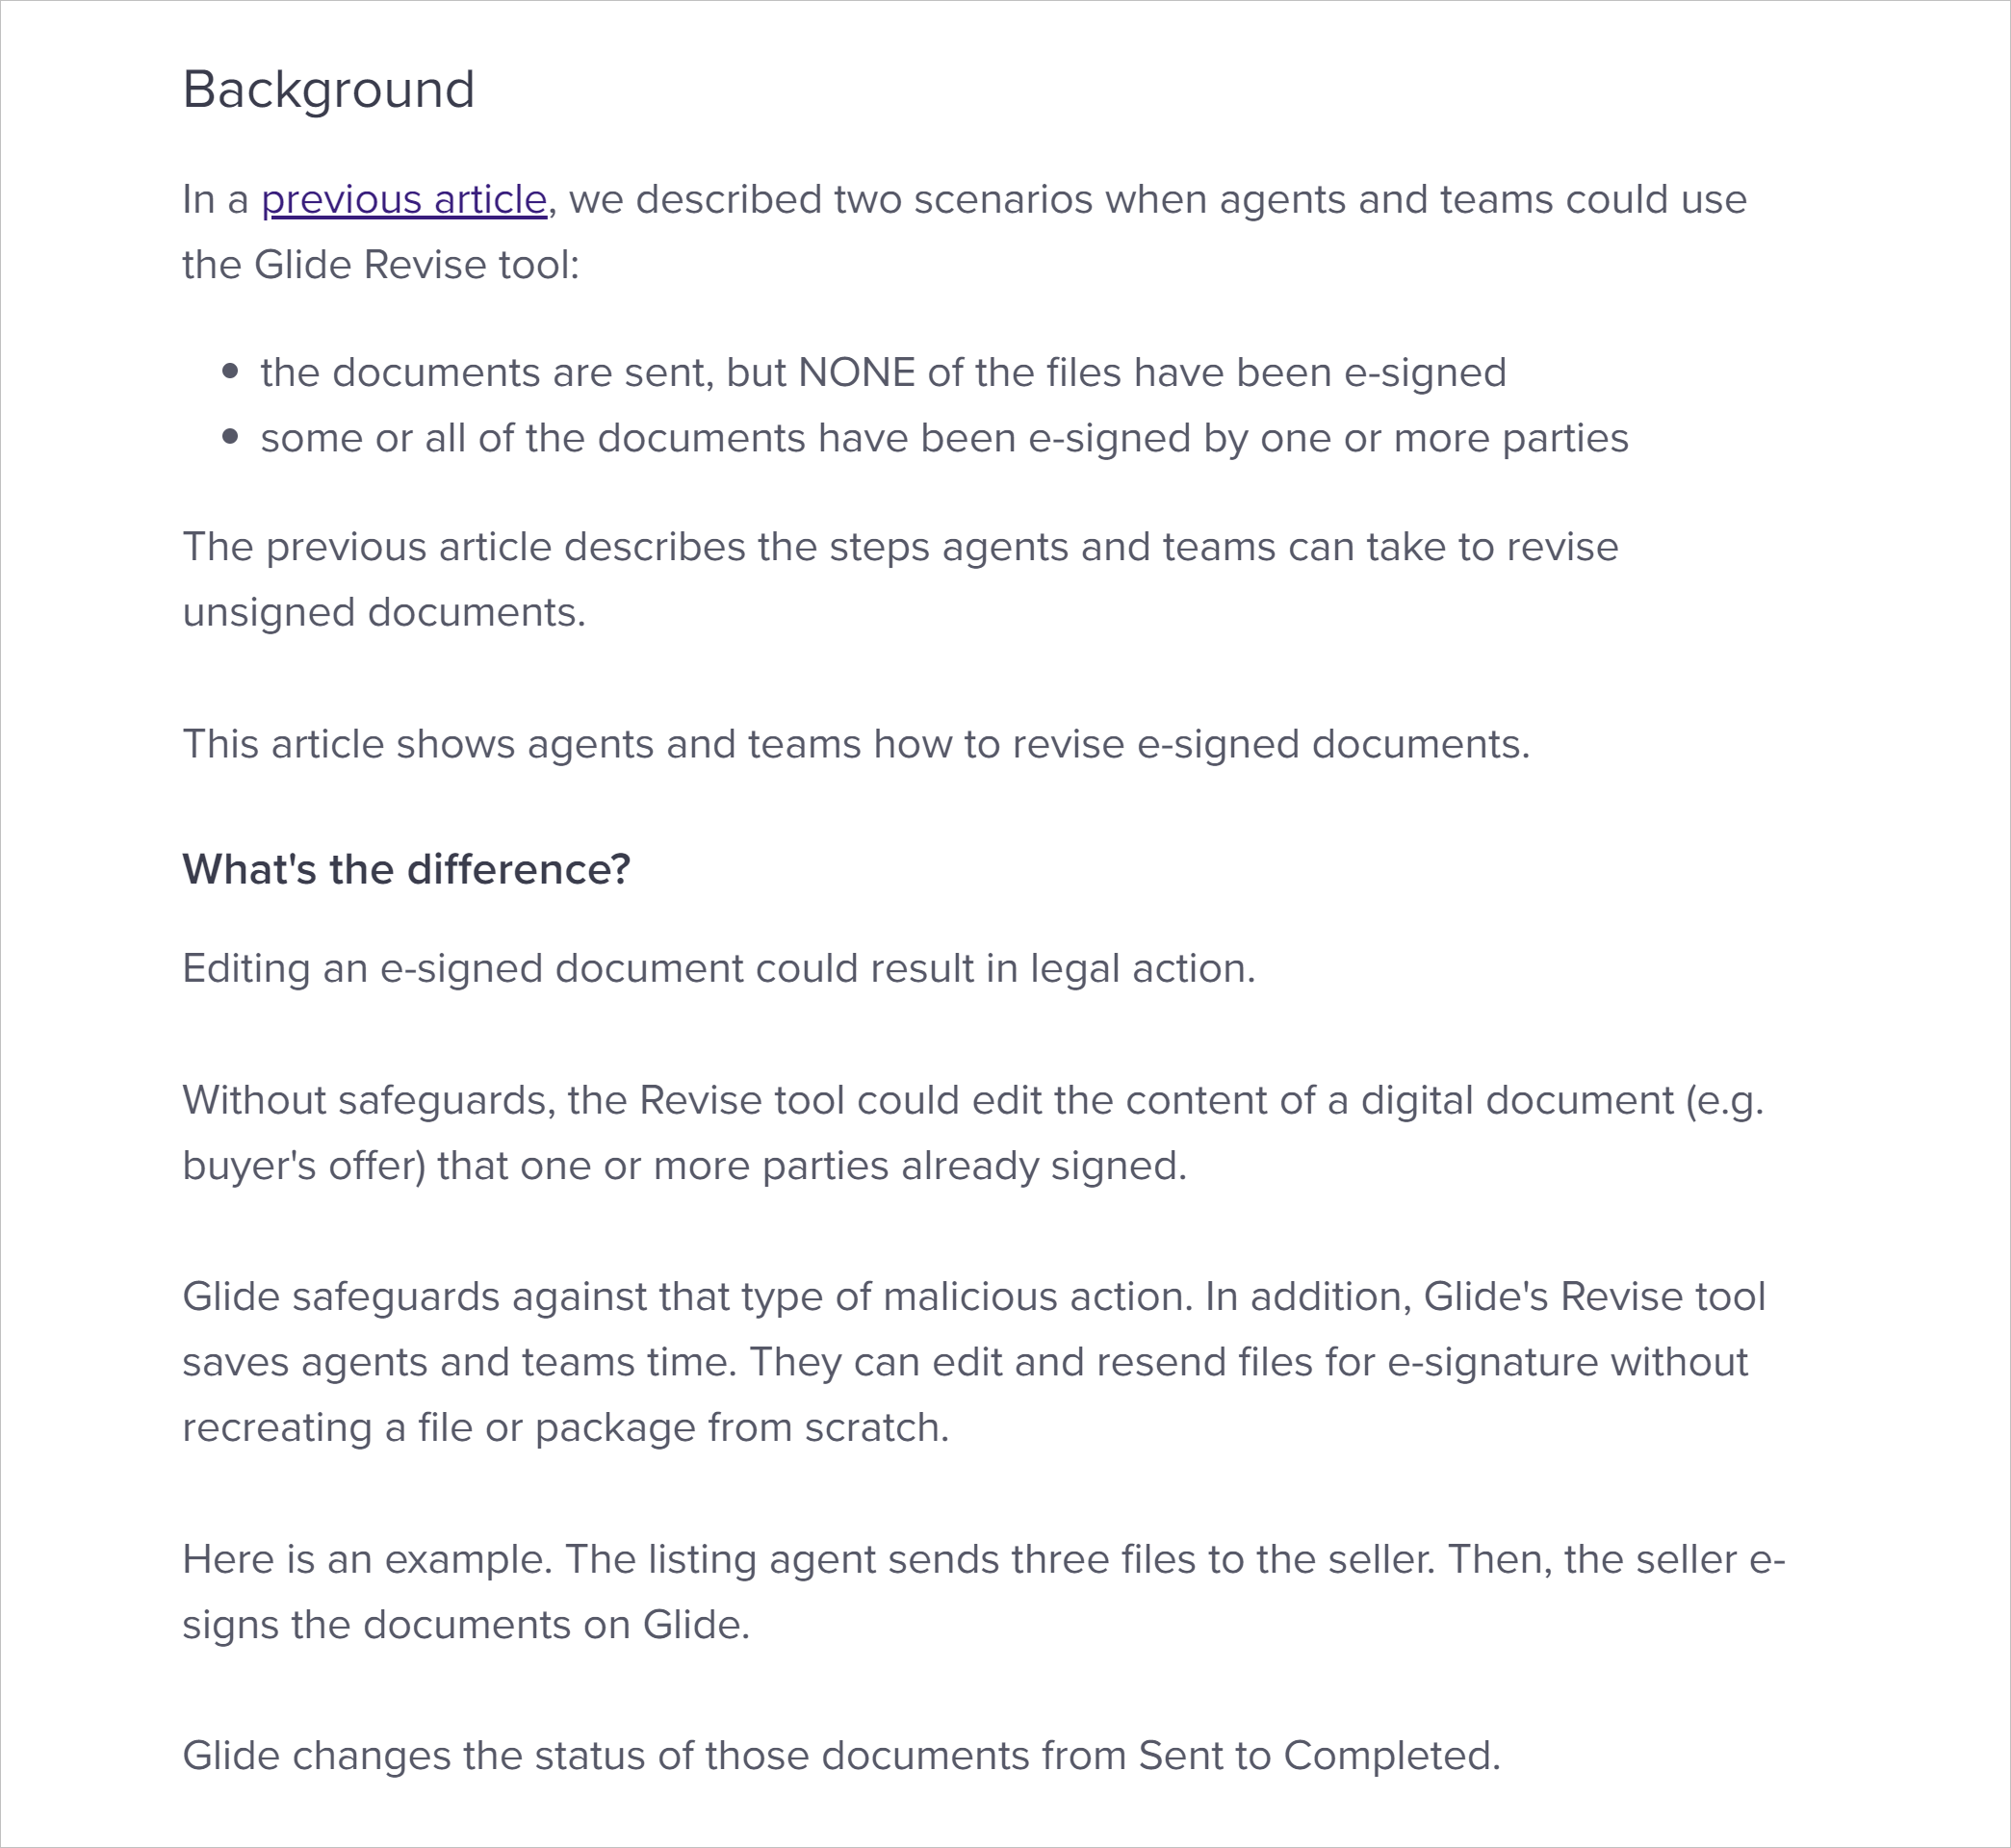 Background
In a previous article, we described two scenarios when agents and teams could use
the Glide Revise tool:
• the documents are sent, but NONE of the files have been e-signed
• some or all of the documents have been e-signed by one or more parties
The previous article describes the steps agents and teams can take to revise
unsigned documents.
This article shows agents and teams how to revise e-signed documents.
What's the difference?
Editing an e-signed document could result in legal action.
Without safeguards, the Revise tool could edit the content of a digital document (e.g.
buyer's offer) that one or more parties already signed.
Glide safeguards against that type of malicious action. In addition, Glide's Revise tool
saves agents and teams time. They can edit and resend files for e-signature without
recreating a file or package from scratch.
Here is an example. The listing agent sends three files to the seller. Then, the seller e-
signs the documents on Glide.
Glide changes the status of those documents from Sent to Completed.